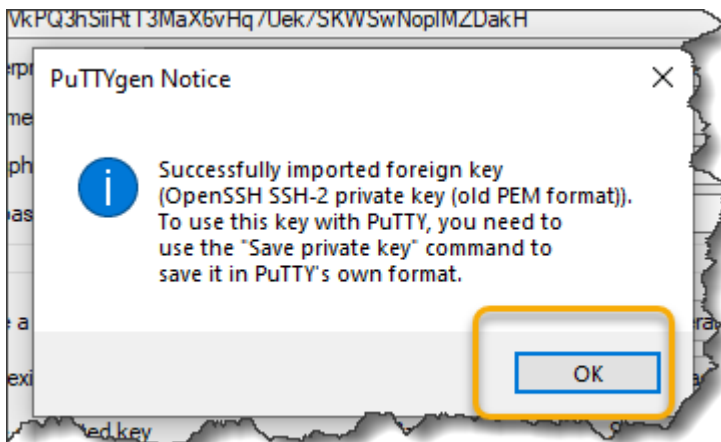 PuTTYgen Notice
Successfully imported foreign key
(OpenSSH SSH-2 private key (old PEM format)).
To use this key with PuTTY, you need to
use the "Save private key" command to
save it in PuTTY's own format.
OK
key